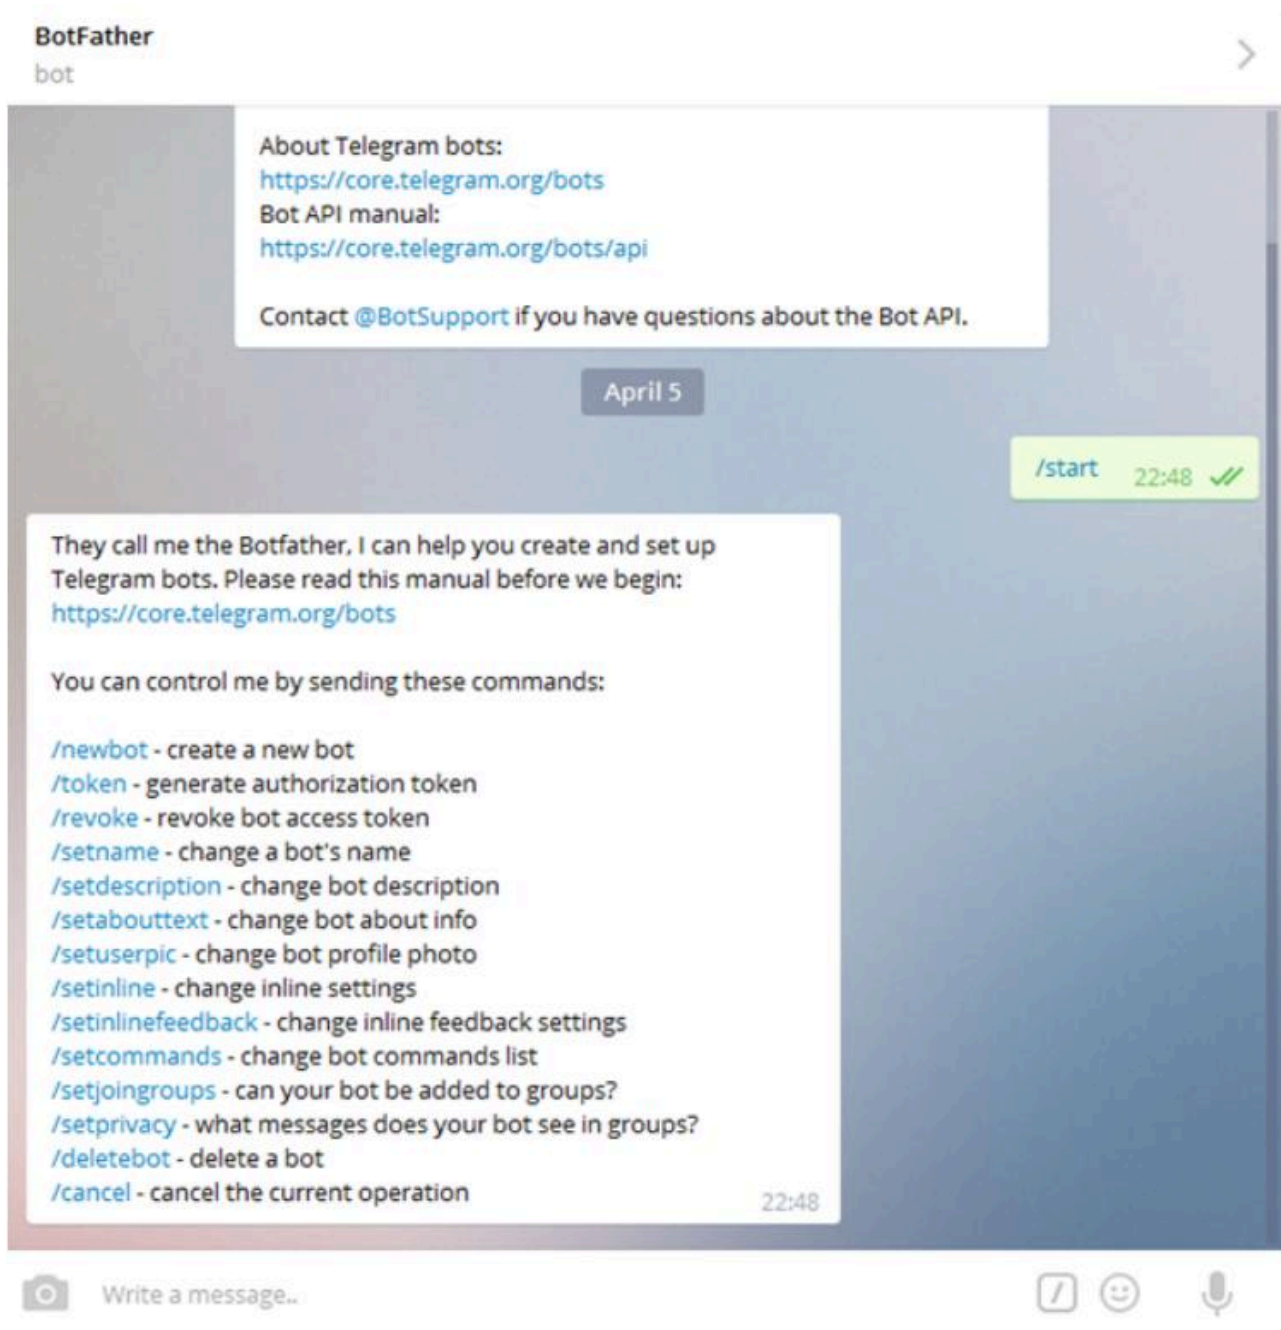 BotFather
bot
About Telegram bots:
https://core.telegram.org/bots
Bot API manual:
https://core.telegram.org/bots/api
Contact @BotSupport if you have questions about the Bot API.
April 5
/start 22:48
They call me the Botfather, I can help you create and set up
Telegram bots. Please read this manual before we begin:
https://core.telegram.org/bots
You can control me by sending these commands:
/newbot - create a new bot
/token - generate authorization token
/revoke - revoke bot access token
/setname - change a bot's name
/setdescription - change bot description
/setabouttext - change bot about info
/setuserpic - change bot profile photo
/setinline - change inline settings
/setinlinefeedback - change inline feedback settings
/setcommands - change bot commands list
/setjoingroups - can your bot be added to groups?
/setprivacy - what messages does your bot see in groups?
/deletebot - delete a bot
/cancel - cancel the current operation
22:48
Write a message..